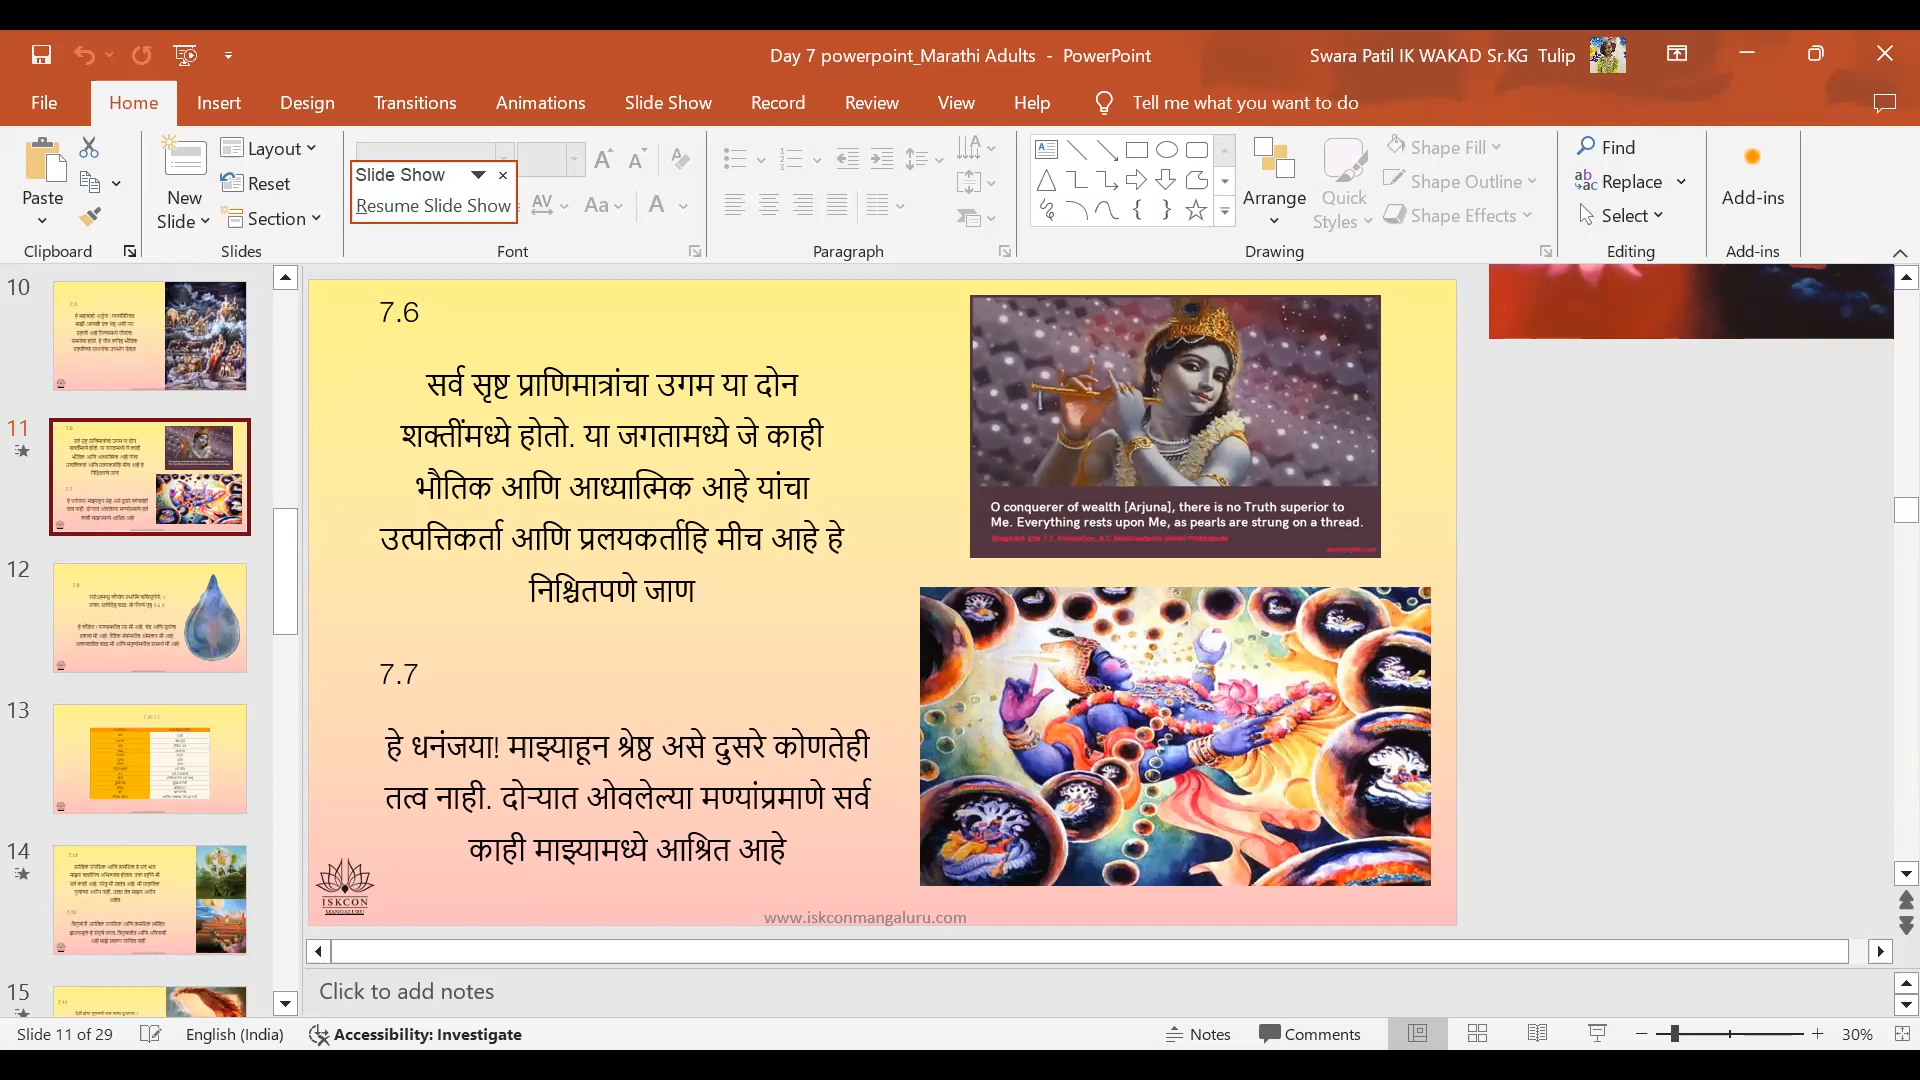 Day 7 powerpoint_Marathi Adults - PowerPoint
Swara Patil IK WAKAD Sr.KG Tulip
File Home Insert Design Transitions Animations Slide Show Record Review View Help Tell me what you want to do
Paste
Clipboard
New Slide
Layout
Reset
Section
Slides
Slide Show
Resume Slide Show
Font
Paragraph
Arrange
Quick Styles
Shape Fill
Shape Outline
Shape Effects
Drawing
Find
Replace
Select
Editing
Add-ins
Add-ins
10
11
12
13
14
15
7.6
सर्व सृष्ट प्राणिमात्रांचा उगम या दोन
शक्तींमध्ये होतो. या जगतामध्ये जे काही
भौतिक आणि आध्यात्मिक आहे यांचा
उत्पत्तिकर्ता आणि प्रलयकर्ताहि मीच आहे हे
निश्चितपणे जाण
7.7
हे धनंजया! माझ्याहून श्रेष्ठ असे दुसरे कोणतेही
तत्व नाही. दोऱ्यात ओवलेल्या मण्यांप्रमाणे सर्व
काही माझ्यामध्ये आश्रित आहे
O conquerer of wealth [Arjuna], there is no Truth superior to
Me. Everything rests upon Me, as pearls are strung on a thread.
ISKCON
MANGALURU
www.iskconmangaluru.com
Click to add notes
Slide 11 of 29 English (India) Accessibility: Investigate Notes Comments 30%